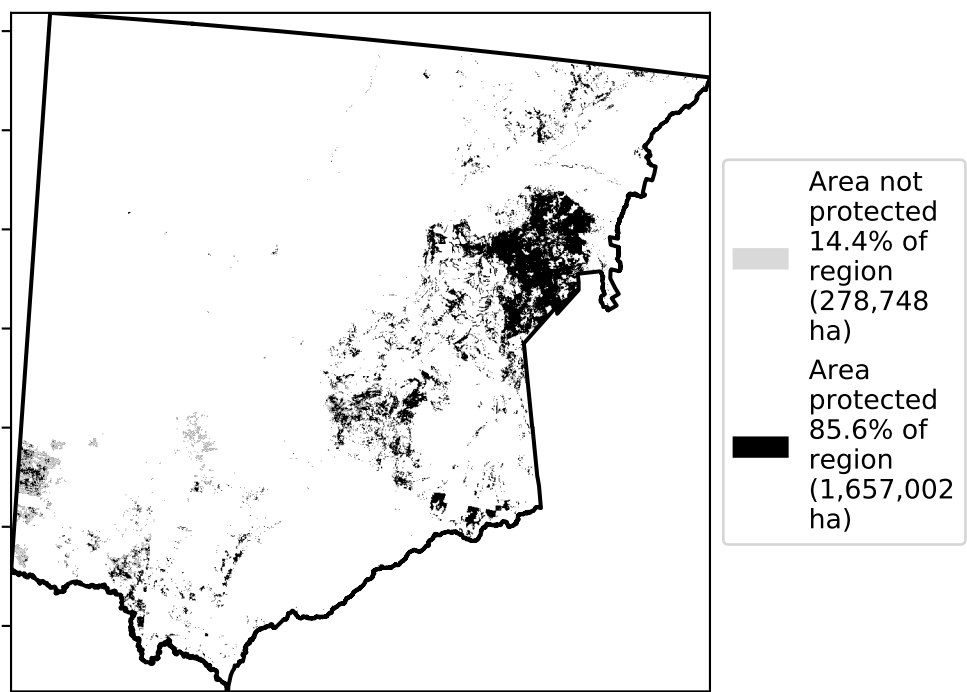 Area not
protected
14.4% of
region
(278,748
ha)
Area
protected
85.6% of
region
(1,657,002
ha)